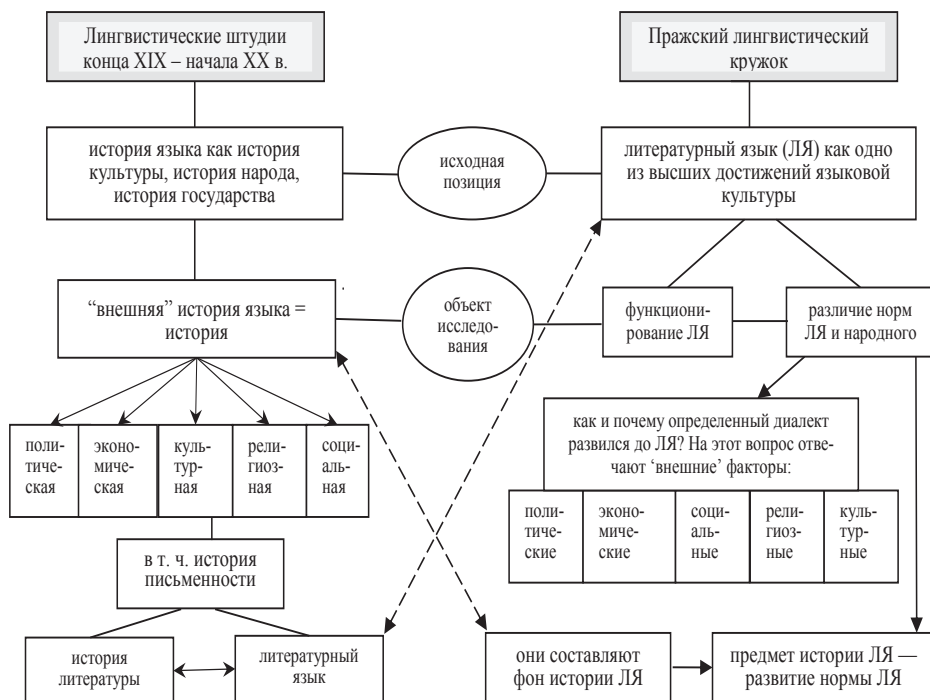 Лингвистические штудии
конца XIX – начала XX в.
Пражский лингвистический
кружок
история языка как история
культуры, история народа,
история государства
исходная
позиция
литературный язык (ЛЯ) как одно
из высших достижений языковой
культуры
“внешняя” история языка =
история
объект
исследо-
вания
функциони-
рование ЛЯ
различие норм
ЛЯ и народного
поли-
тиче-
ская
эконо-
мическая
куль-
тур-
ная
рели-
гиоз-
ная
соци-
аль-
ная
как и почему определенный диалект
развился до ЛЯ? На этот вопрос отве-
чают ‘внешние’ факторы:
поли-
тиче-
ские
эконо-
мические
соци-
аль-
ные
рели-
гиоз-
ные
куль-
тур-
ные
в т. ч. история
письменности
история
литературы
литературный
язык
они составляют
фон истории ЛЯ
предмет истории ЛЯ —
развитие нормы ЛЯ